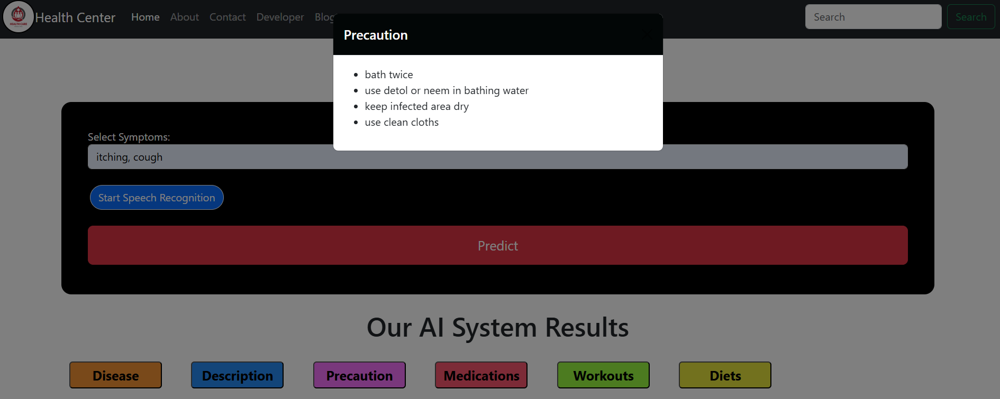 HEALTH CARE
Health Center
Home
About
Contact
Developer
Blog
Search
Search
Precaution
bath twice
use detol or neem in bathing water
keep infected area dry
use clean cloths
Select Symptoms:
itching, cough
Start Speech Recognition
Predict
Our AI System Results
Disease
Description
Precaution
Medications
Workouts
Diets